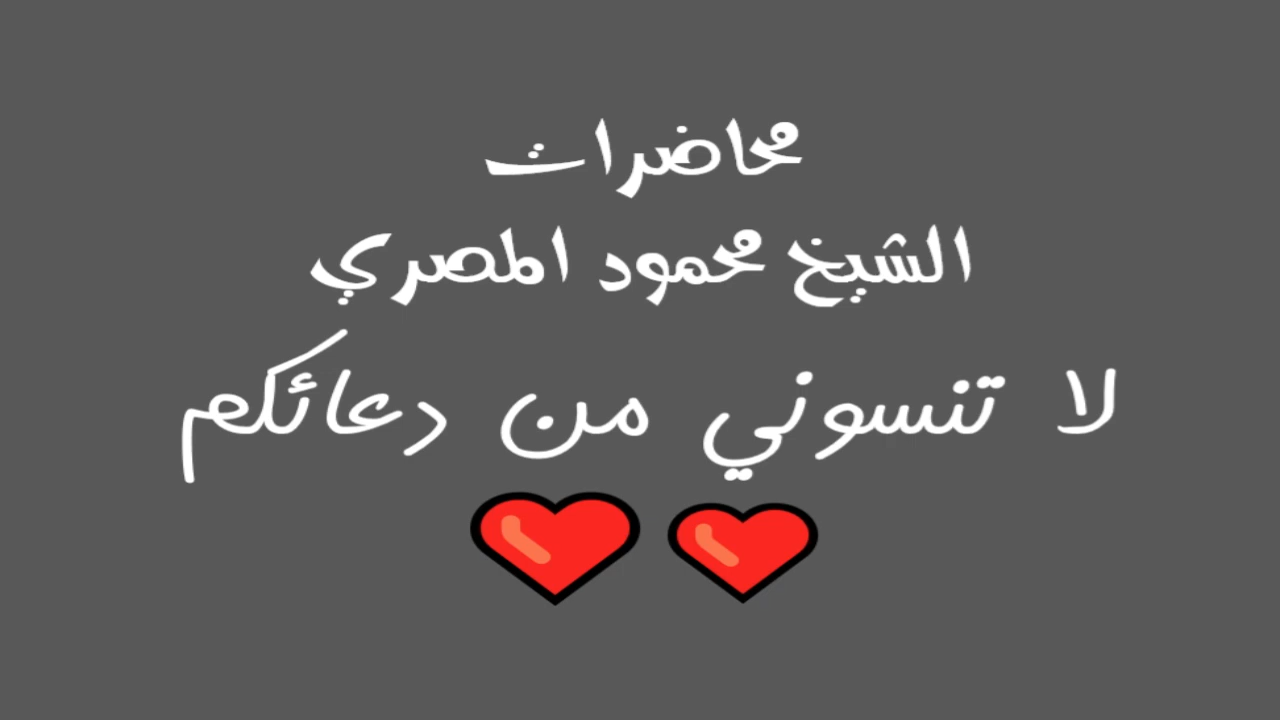 محاضرات
الشيخ محمود المصري
لا تنسوني من دعائكم